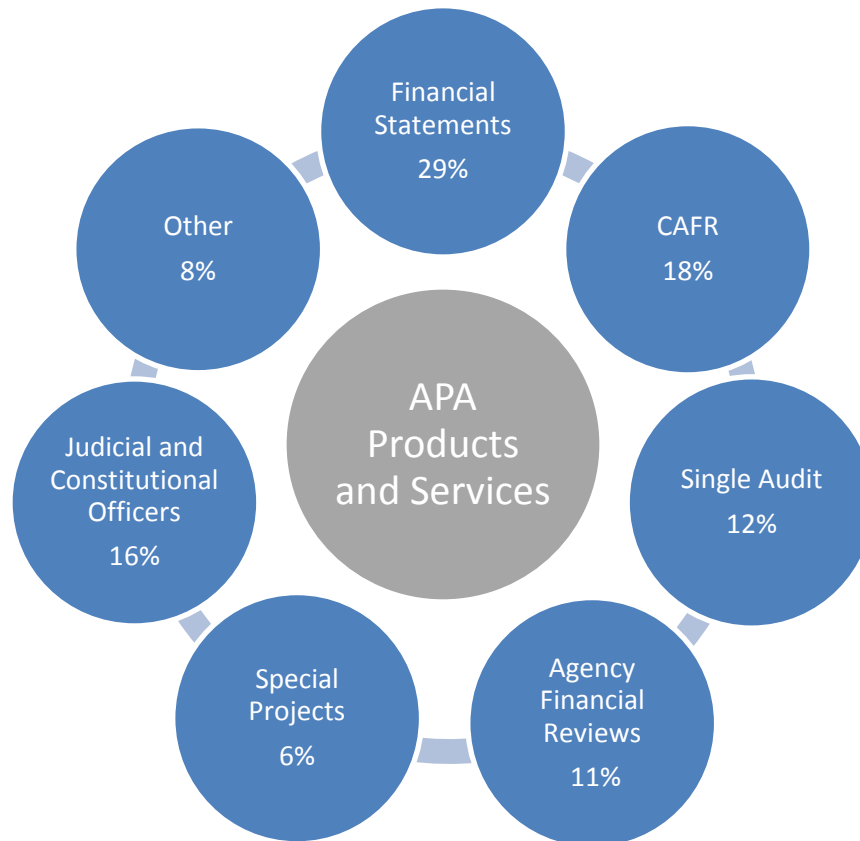 Financial
Statements
29%
CAFR
18%
Single Audit
12%
Agency
Financial
Reviews
11%
Special
Projects
6%
Judicial and
Constitutional
Officers
16%
Other
8%
APA
Products
and Services